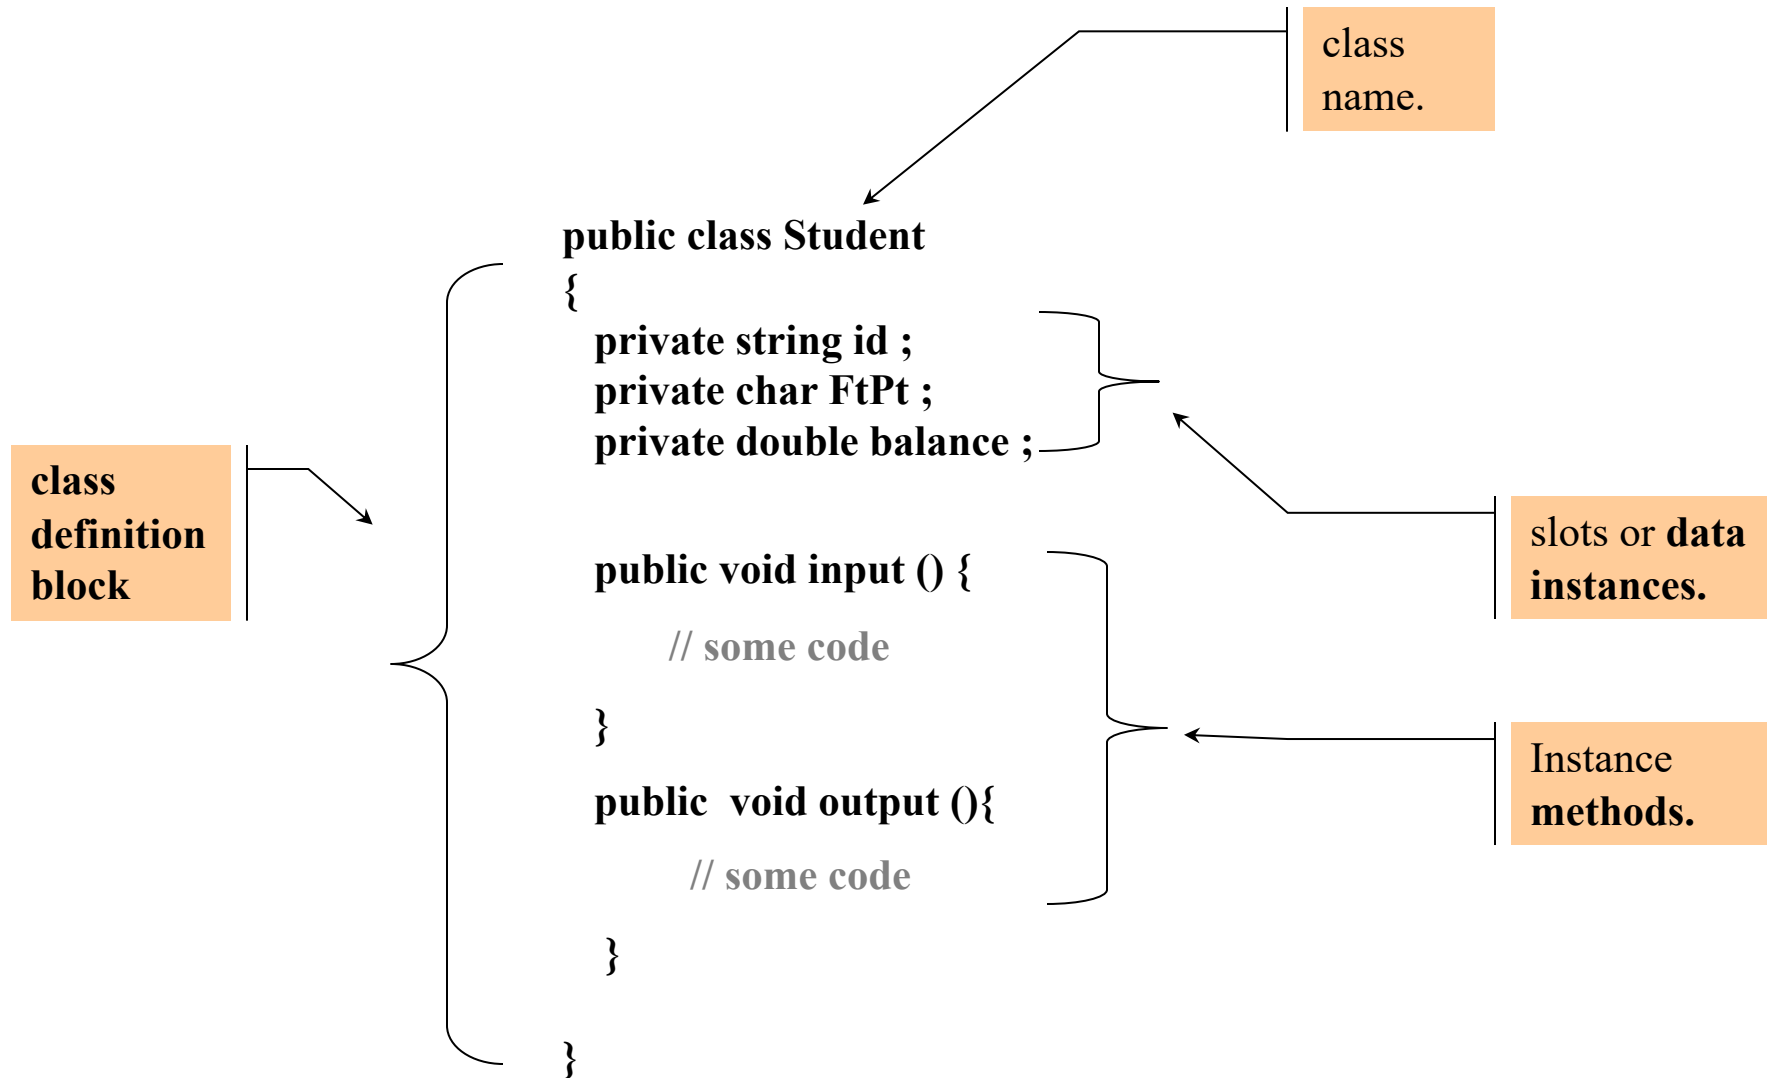 class
name.
public class Student
{
private string id ;
private char FtPt ;
private double balance ;
class
definition
block
slots or data
instances.
public void input () {
// some code
}
Instance
methods.
public  void output (){
// some code
}
}